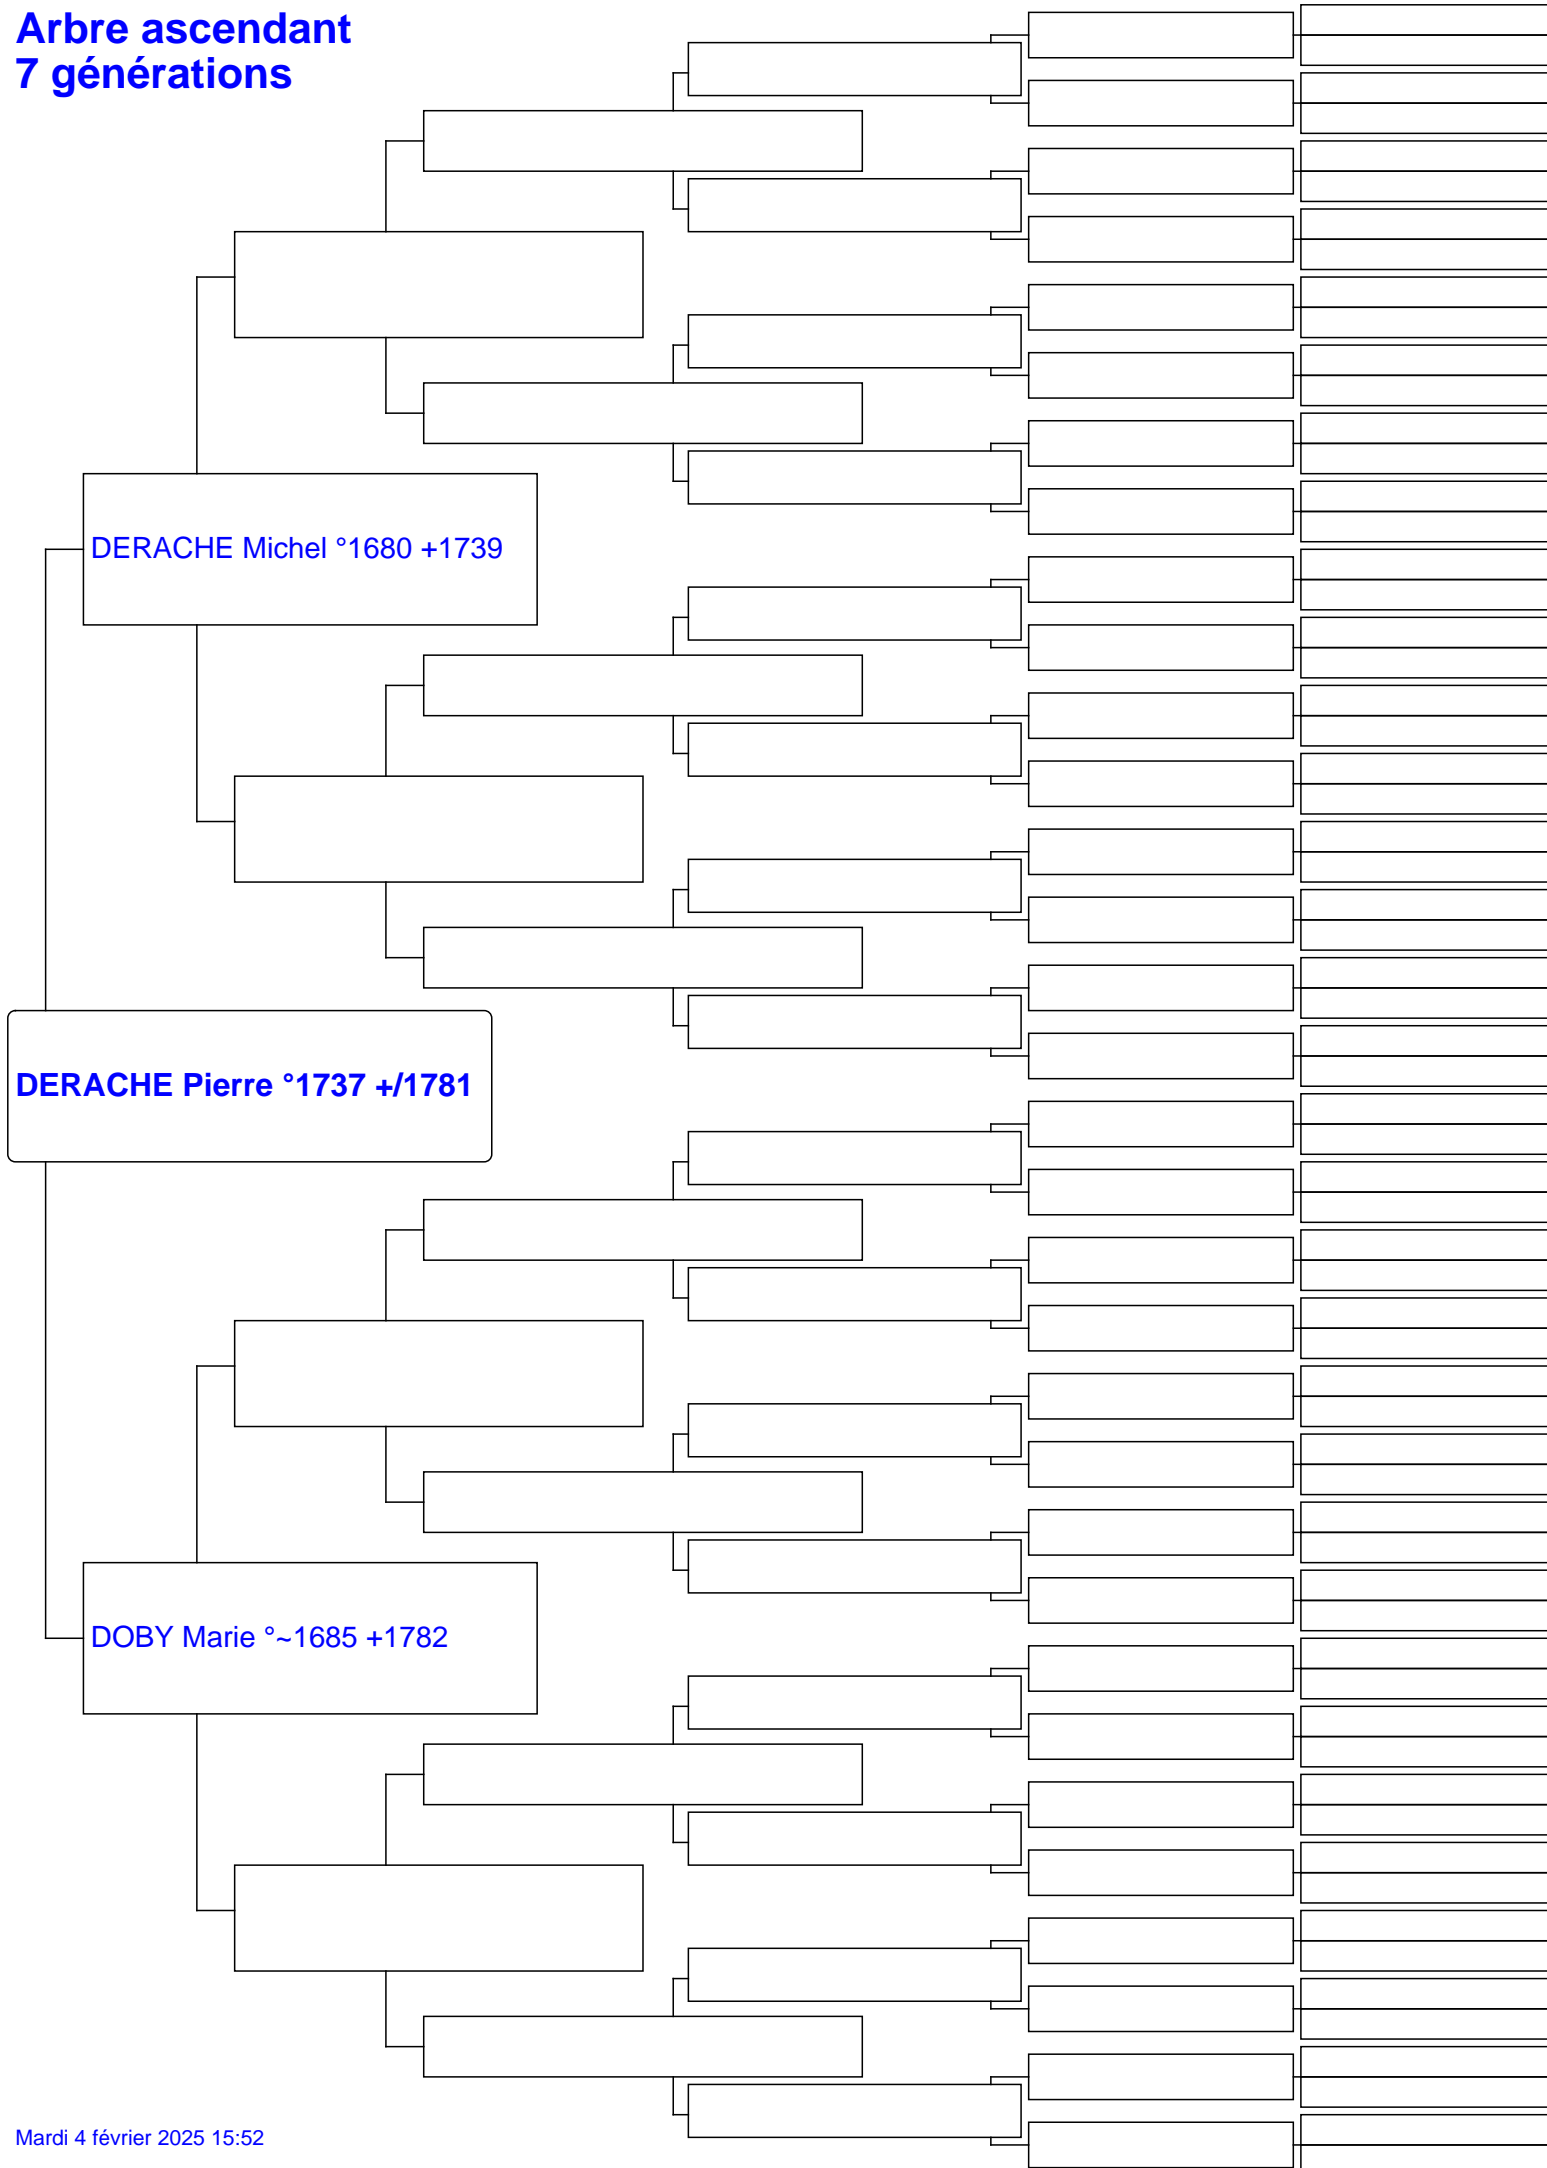 Arbre ascendant
7 générations
DERACHE Michel °1680 +1739
DERACHE Pierre °1737 +/1781
DOBY Marie °~1685 +1782
Mardi 4 février 2025 15:52